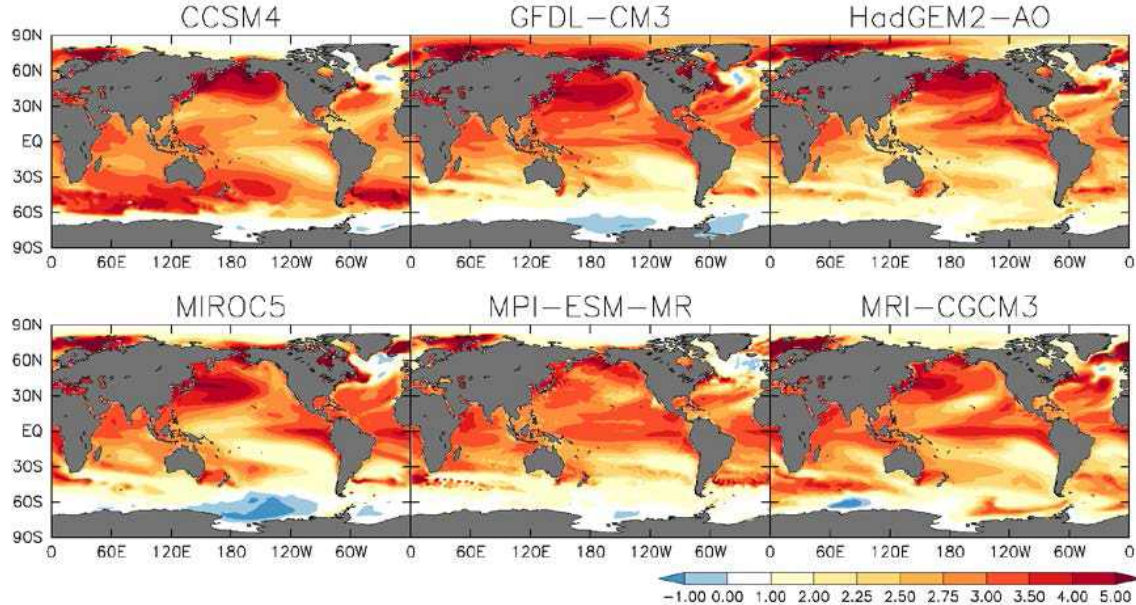 CCSM4 GFDL-CM3 HadGEM2-AO
90N
60N
30N
EQ
30S
60S
90S
0 60E 120E 180 120W 60W 0 60E 120E 180 120W 60W 0 60E 120E 180 120W 60W 0
MIROC5 MPI-ESM-MR MRI-CGCM3
90N
60N
30N
EQ
30S
60S
90S
0 60E 120E 180 120W 60W 0 60E 120E 180 120W 60W 0 60E 120E 180 120W 60W 0
-1.00 0.00 1.00 2.00 2.25 2.50 2.75 3.00 3.50 4.00 5.00